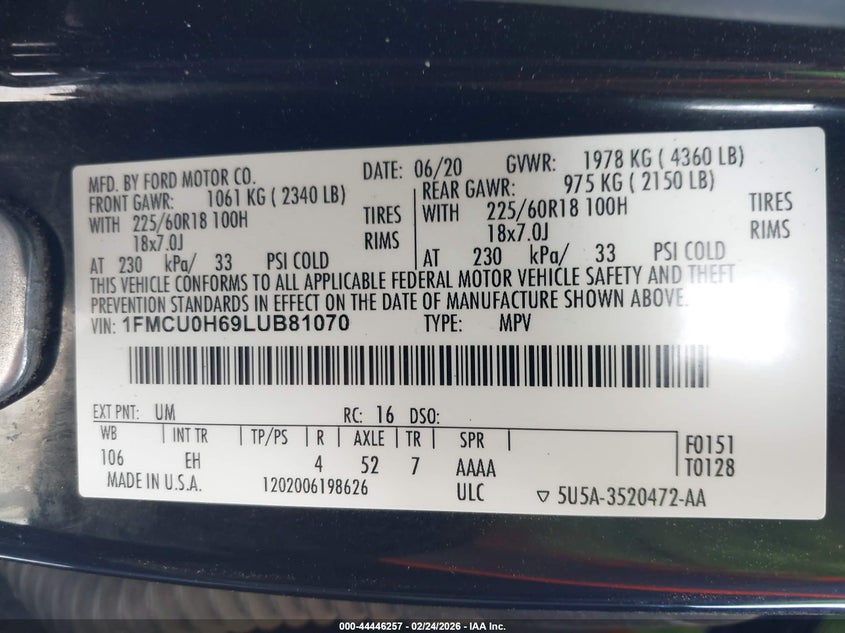 MFD. BY FORD MOTOR CO. DATE: 06/20 GVWR: 1978 KG ( 4360 LB)
FRONT GAWR: 1061 KG ( 2340 LB) REAR GAWR: 975 KG ( 2150 LB)
WITH 225/60R18 100H TIRES WITH 225/60R18 100H TIRES
18x7.0J RIMS 18x7.0J RIMS
AT 230 kPa/ 33 PSI COLD AT 230 kPa/ 33 PSI COLD
THIS VEHICLE CONFORMS TO ALL APPLICABLE FEDERAL MOTOR VEHICLE SAFETY AND THEFT
PREVENTION STANDARDS IN EFFECT ON THE DATE OF MANUFACTURE SHOWN ABOVE.
VIN: 1FMCU0H69LUB81070 TYPE: MPV
EXT PNT: UM RC: 16 DSO:
WB | INT TR | TP/PS | R | AXLE | TR | SPR | F0151
106 EH 4 52 7 AAAA T0128
MADE IN U.S.A. 1202006198626 ULC ▽ 5U5A-3520472-AA
000-44446257 - 02/24/2026 - IAA Inc.